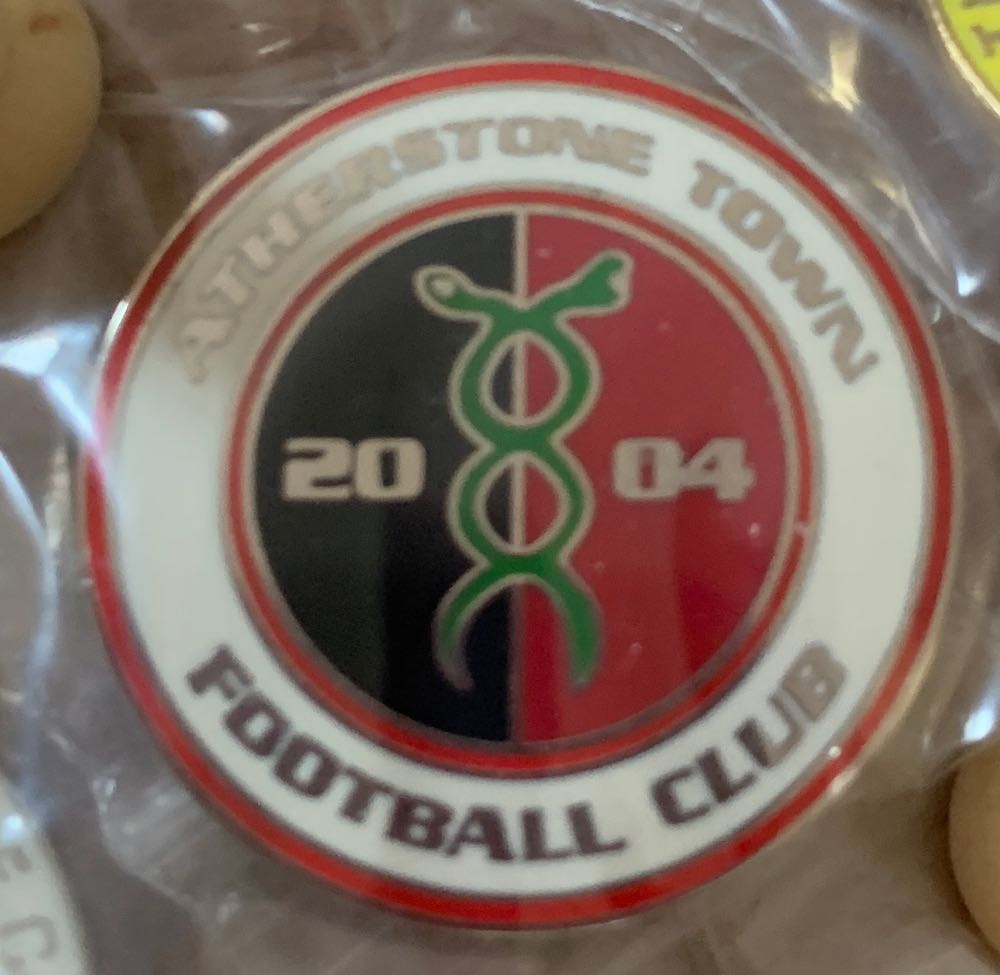 ATHERSTONE TOWN
20 04
FOOTBALL CLUB